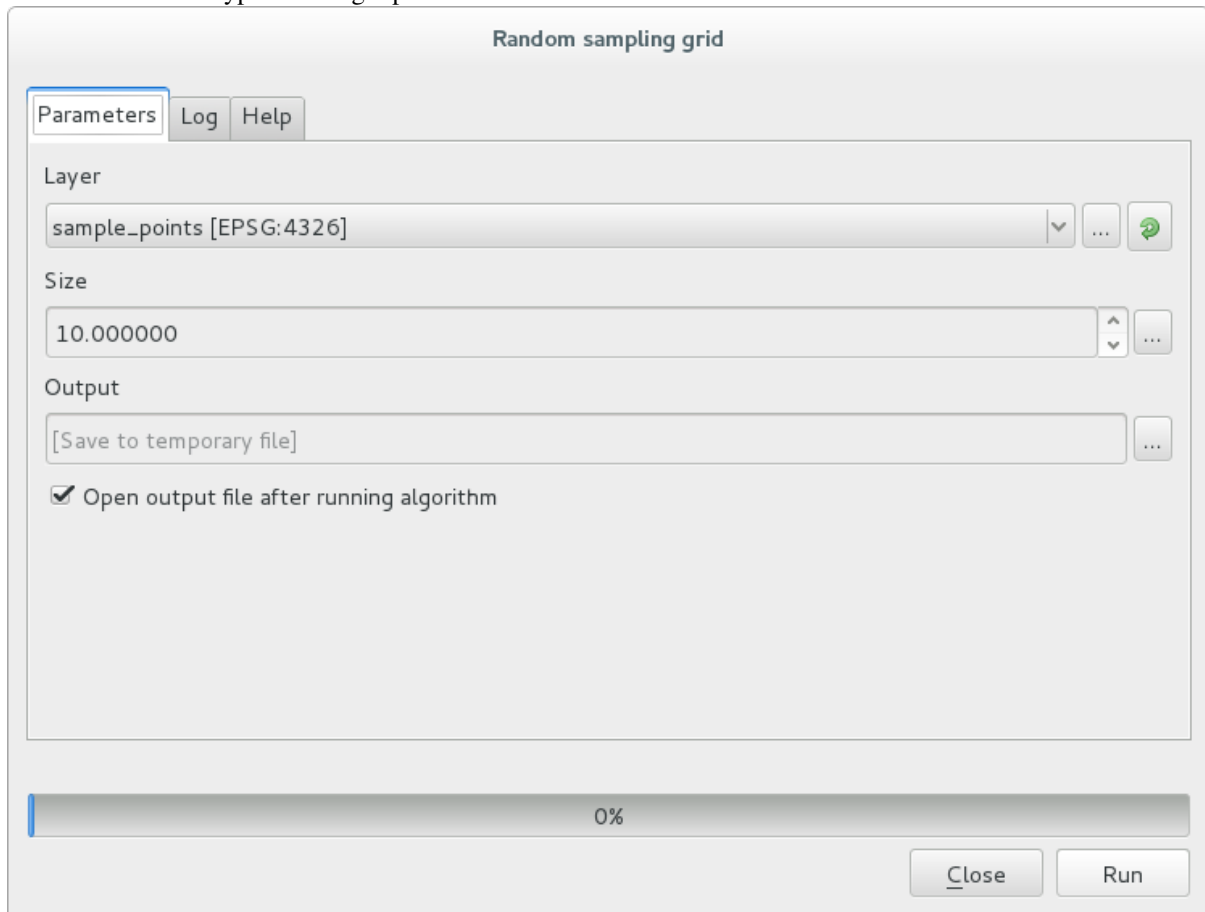 Random sampling grid
Parameters Log Help
Layer
sample_points [EPSG:4326]
...
Size
10.000000
...
Output
[Save to temporary file]
...
Open output file after running algorithm
0%
Close Run